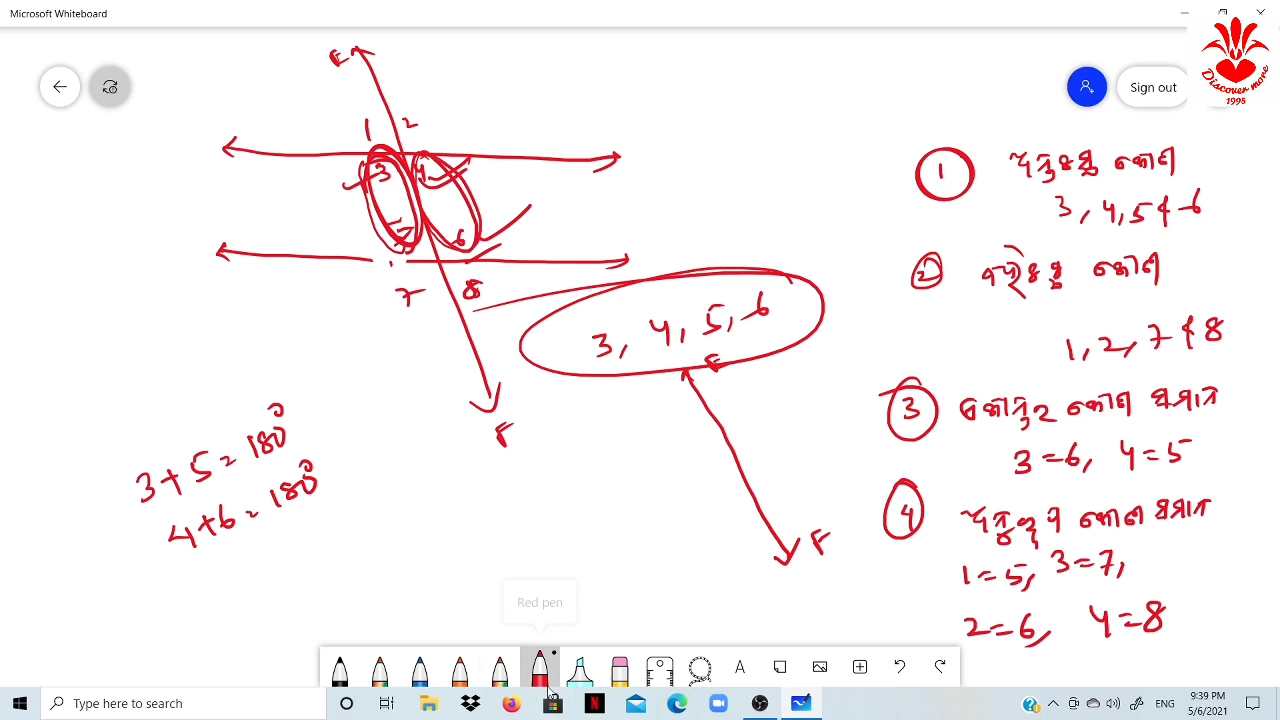 Microsoft Whiteboard
Discover more
1998
Sign out
E
1 2
3 4
5 6
7 8
F
3, 4, 5, 6
E
F
3+5=180°
4+6=180°
1 କୋଣ
3, 4, 5 & 6
2 ବହିଃସ୍ଥ କୋଣ
1, 2, 7 & 8
3 ଏକାନ୍ତର କୋଣ ସମାନ
3=6, 4=5
4 ଅନୁରୂପ କୋଣ ସମାନ
1=5, 3=7,
2=6, 4=8
Red pen
Type here to search
ENG
9:39 PM
5/6/2021